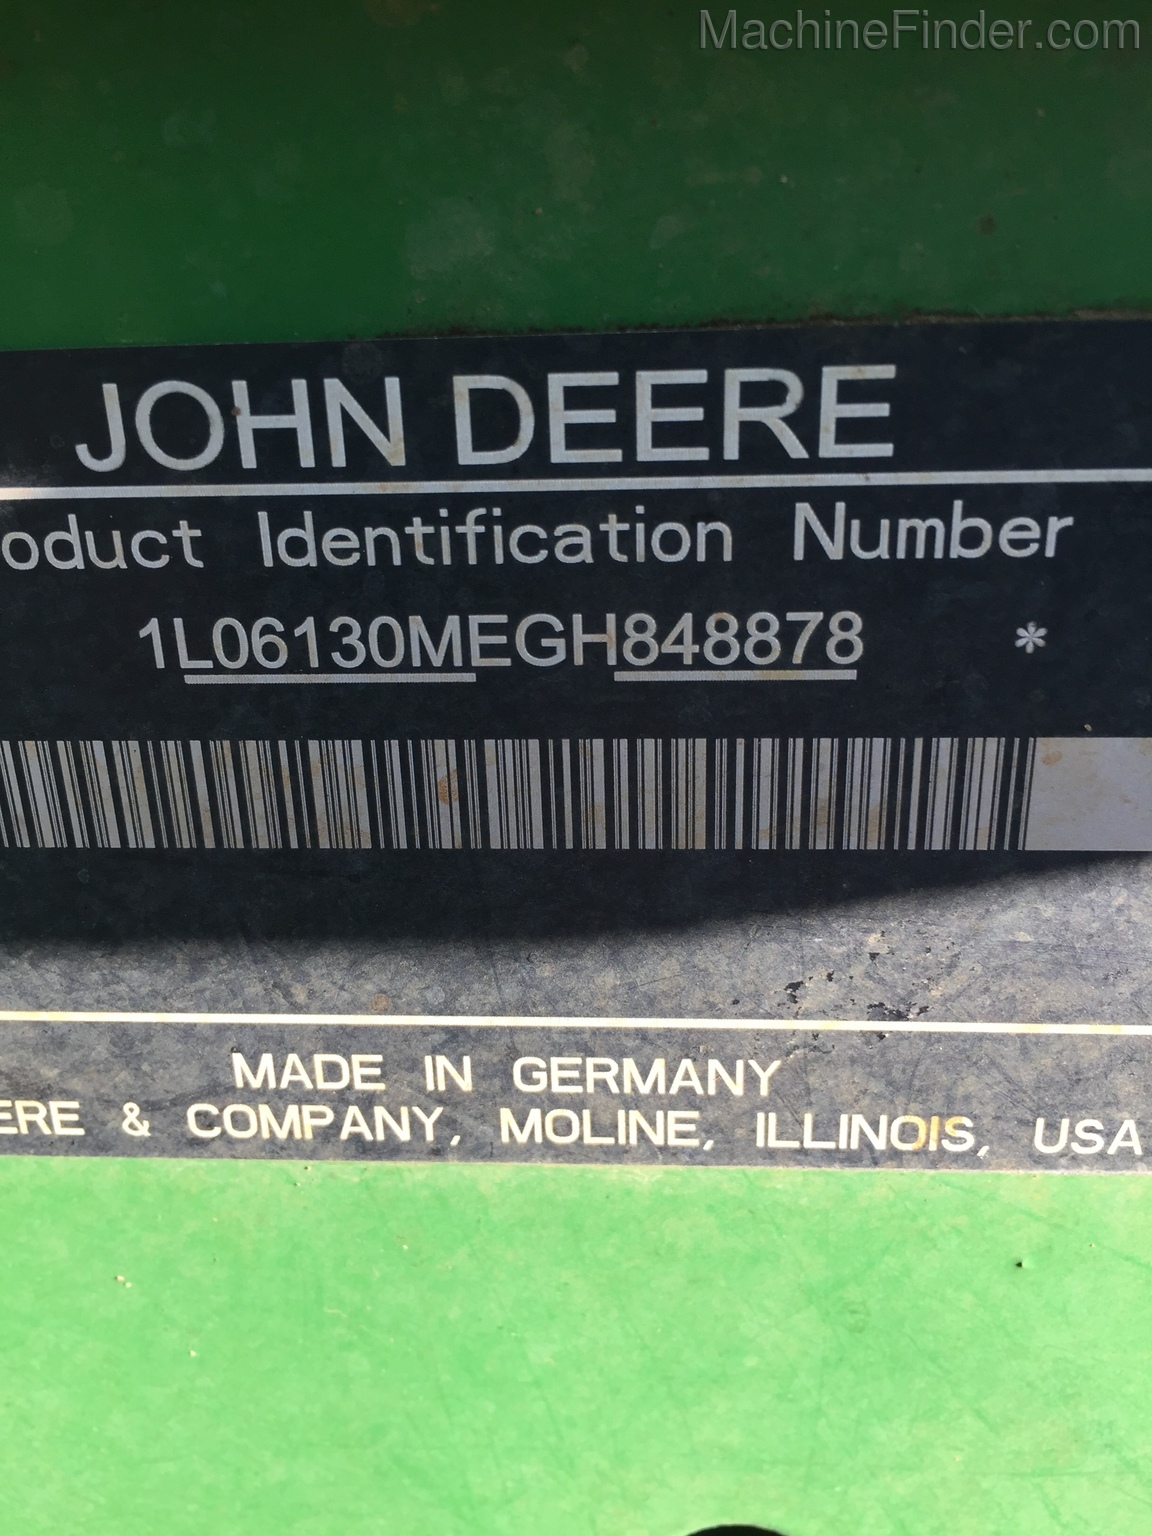 MachineFinder.com
JOHN DEERE
oduct Identification Number
1L06130MEGH848878 *
MADE IN GERMANY
ERE & COMPANY, MOLINE, ILLINOIS, USA